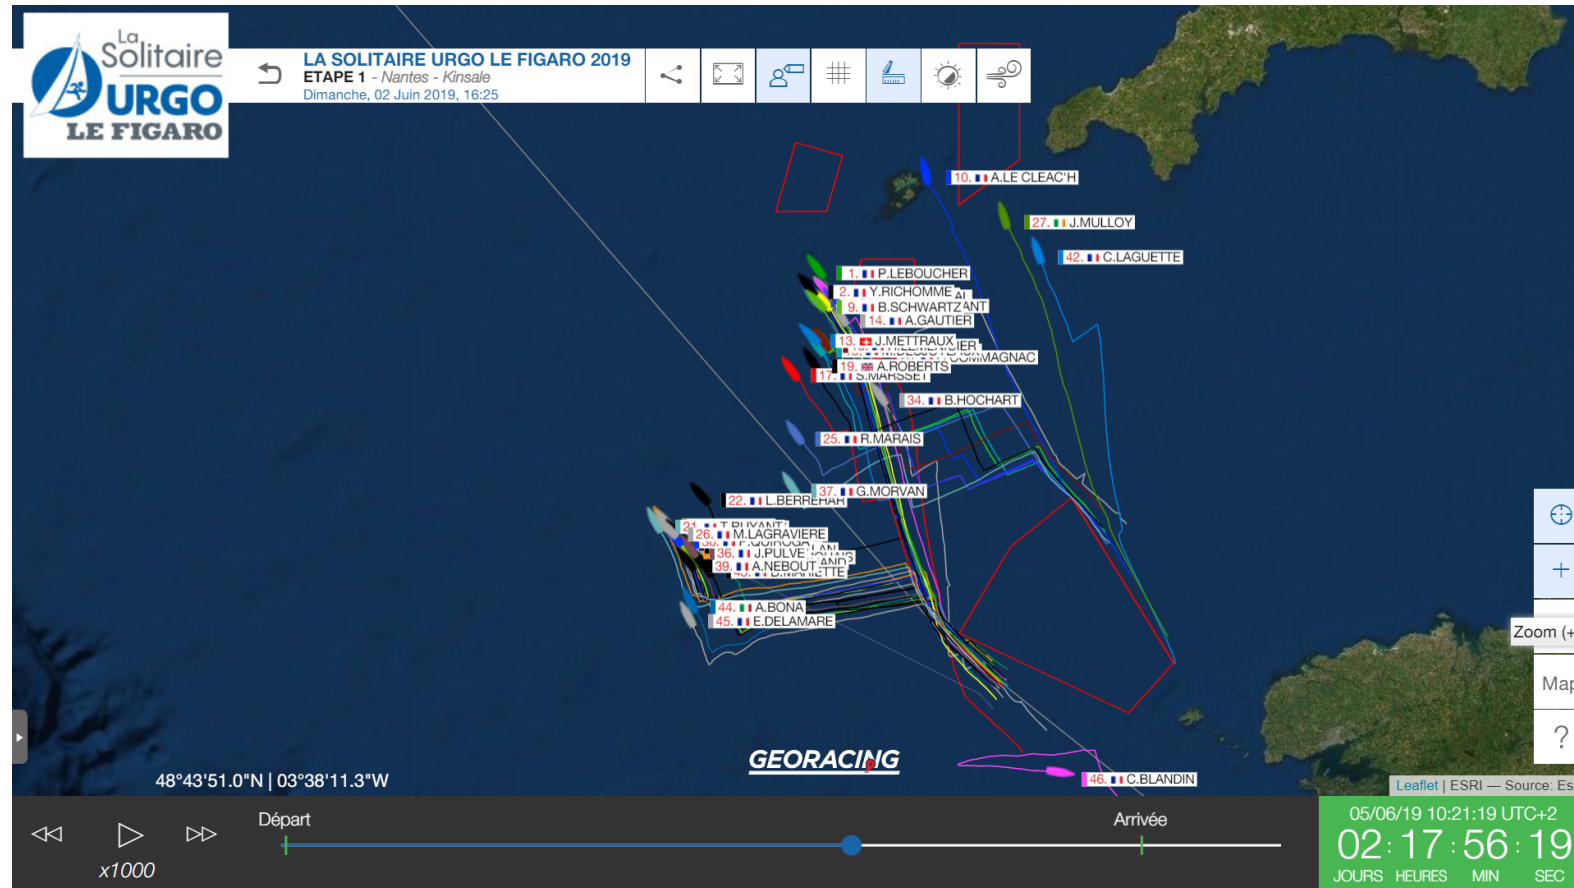 La
Solitaire
URGO
LE FIGARO
LA SOLITAIRE URGO LE FIGARO 2019
ETAPE 1 - Nantes - Kinsale
Dimanche, 02 Juin 2019, 16:25
10. A.LE CLEAC'H
27. J.MULLOY
42. C.LAGUETTE
1. P.LEBOUCHER
2. Y.RICHOMME
9. B.SCHWARTZ
14. A.GAUTIER
13. J.METTRAUX
19. A.ROBERTS
17. S.MARSSET
34. B.HOCHART
25. R.MARAIS
37. G.MORVAN
22. L.BERREHAR
26. M.LAGRAVIERE
36. J.PULVE
39. A.NEBOUT
44. A.BONA
45. E.DELAMARE
46. C.BLANDIN
Zoom (+
Map
?
GEORACING
48°43'51.0"N | 03°38'11.3"W
Leaflet | ESRI — Source: Es
Départ
Arrivée
x1000
05/06/19 10:21:19 UTC+2
02 : 17 : 56 : 19
JOURS HEURES MIN SEC